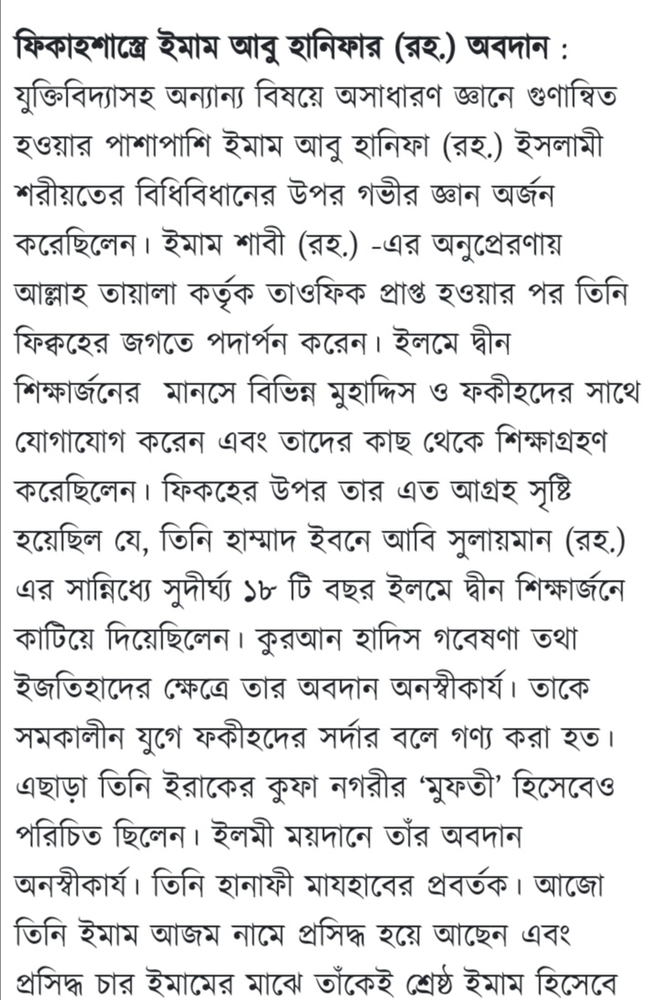 ফিকাহশাস্ত্রে ইমাম আবু হানিফার (রহ.) অবদান :
যুক্তিবিদ্যাসহ অন্যান্য বিষয়ে অসাধারণ জ্ঞানে গুণান্বিত
হওয়ার পাশাপাশি ইমাম আবু হানিফা (রহ.) ইসলামী
শরীয়তের বিধিবিধানের উপর গভীর জ্ঞান অর্জন
করেছিলেন। ইমাম শাবী (রহ.) -এর অনুপ্রেরণায়
আল্লাহ তায়ালা কর্তৃক তাওফিক প্রাপ্ত হওয়ার পর তিনি
ফিক্বহের জগতে পদার্পন করেন। ইলমে দ্বীন
শিক্ষার্জনের মানসে বিভিন্ন মুহাদ্দিস ও ফকীহদের সাথে
যোগাযোগ করেন এবং তাদের কাছ থেকে শিক্ষাগ্রহণ
করেছিলেন। ফিকহের উপর তার এত আগ্রহ সৃষ্টি
হয়েছিল যে, তিনি হাম্মাদ ইবনে আবি সুলায়মান (রহ.)
এর সান্নিধ্যে সুদীর্ঘ্য ১৮ টি বছর ইলমে দ্বীন শিক্ষার্জনে
কাটিয়ে দিয়েছিলেন। কুরআন হাদিস গবেষণা তথা
ইজতিহাদের ক্ষেত্রে তার অবদান অনস্বীকার্য। তাকে
সমকালীন যুগে ফকীহদের সর্দার বলে গণ্য করা হত।
এছাড়া তিনি ইরাকের কুফা নগরীর ‘মুফতী’ হিসেবেও
পরিচিত ছিলেন। ইলমী ময়দানে তাঁর অবদান
অনস্বীকার্য। তিনি হানাফী মাযহাবের প্রবর্তক। আজো
তিনি ইমাম আজম নামে প্রসিদ্ধ হয়ে আছেন এবং
প্রসিদ্ধ চার ইমামের মাঝে তাঁকেই শ্রেষ্ঠ ইমাম হিসেবে